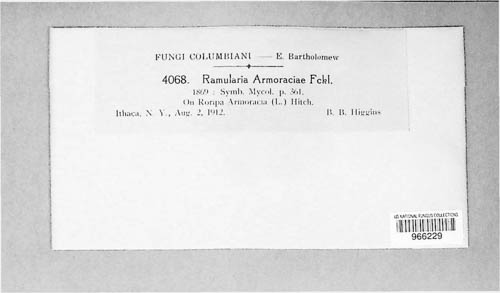 FUNGI COLUMBIANI — E. Bartholomew
4068. Ramularia Armoraciae Fckl.
1869 : Symb. Mycol. p. 361.
On Roripa Armoracia (L.) Hitch.
Ithaca, N. Y., Aug. 2, 1912. B. B. Higgins
US NATIONAL FUNGUS COLLECTIONS
966229